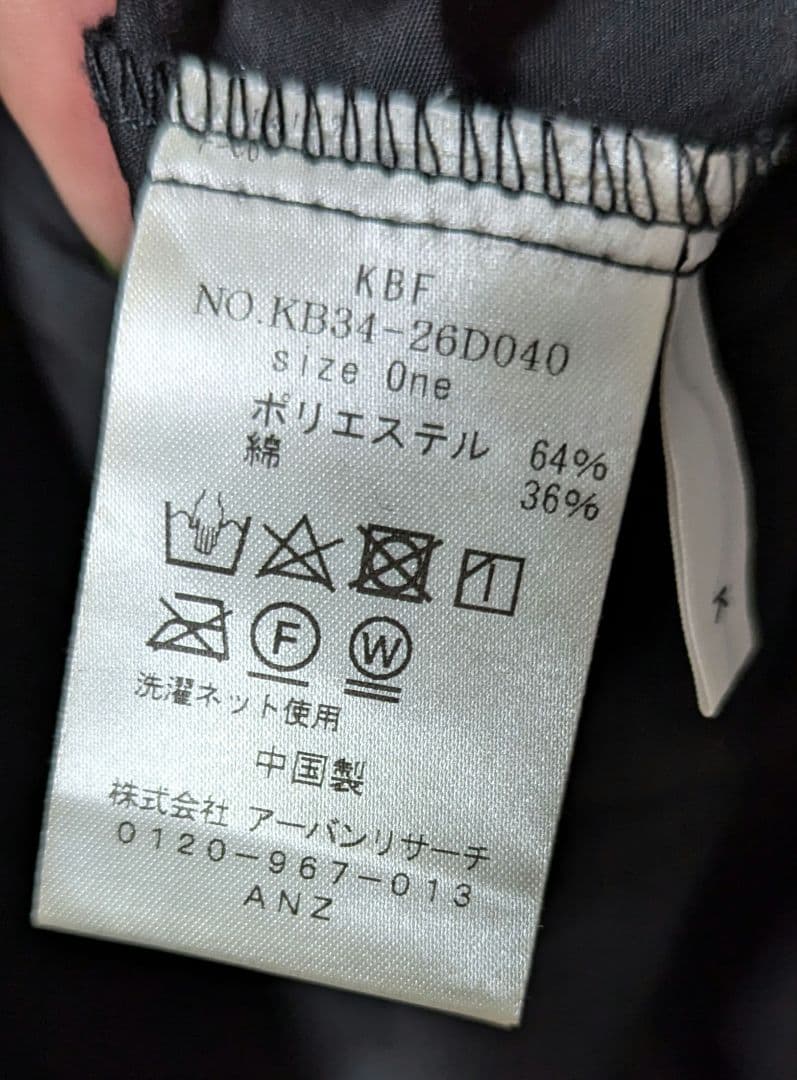 KBF
NO.KB34-26D040
size One
ポリエステル 64%
綿 36%
F
W
洗濯ネット使用
中国製
株式会社 アーバンリサーチ
0120-967-013
ANZ